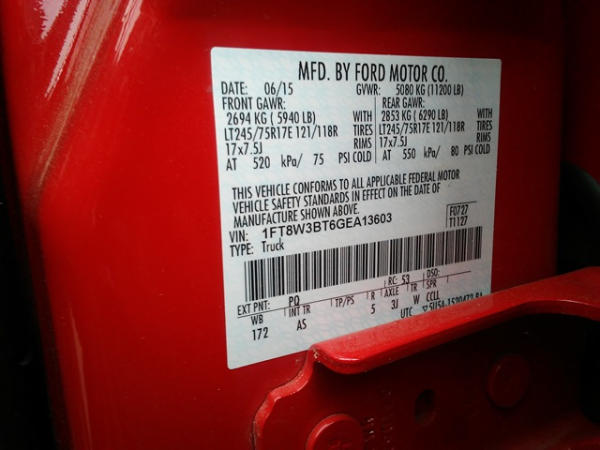 MFD. BY FORD MOTOR CO.
DATE: 06/15 GVWR: 5080 KG (11200 LB)
FRONT GAWR: REAR GAWR:
2694 KG ( 5940 LB) WITH 2853 KG ( 6290 LB) WITH
LT245/75R17E 121/118R TIRES LT245/75R17E 121/118R TIRES
17x7.5J RIMS 17x7.5J RIMS
AT 520 kPa/ 75 PSI COLD AT 550 kPa/ 80 PSI COLD
THIS VEHICLE CONFORMS TO ALL APPLICABLE FEDERAL MOTOR
VEHICLE SAFETY STANDARDS IN EFFECT ON THE DATE OF
MANUFACTURE SHOWN ABOVE.
VIN: 1FT8W3BT6GEA13603 F0727
TYPE: Truck T1127
EXT PNT: PQ RC: 53 DSO:
WB INT TR TP/PS R AXLE TR SPR
172 AS 5 3J W CCLL
UTC